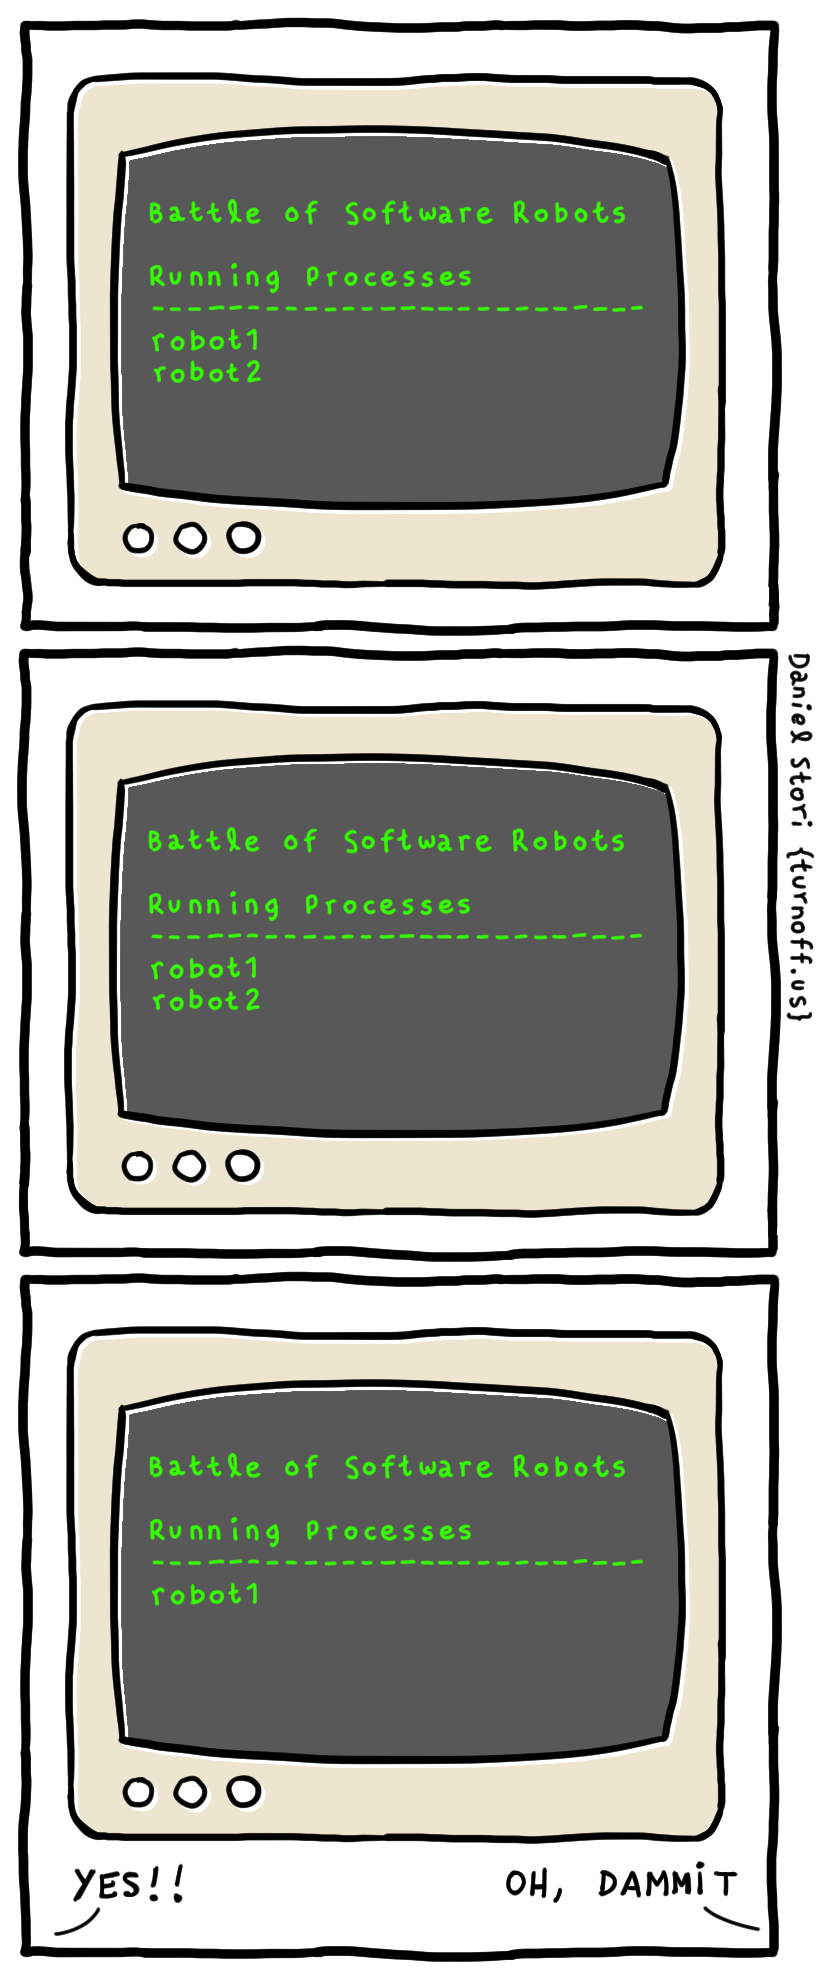 Battle of Software Robots
Running Processes
---------------------------
robot1
robot2
Daniel Stori {turnoff.us}
Battle of Software Robots
Running Processes
---------------------------
robot1
robot2
Battle of Software Robots
Running Processes
---------------------------
robot1
YES!!
OH, DAMMIT